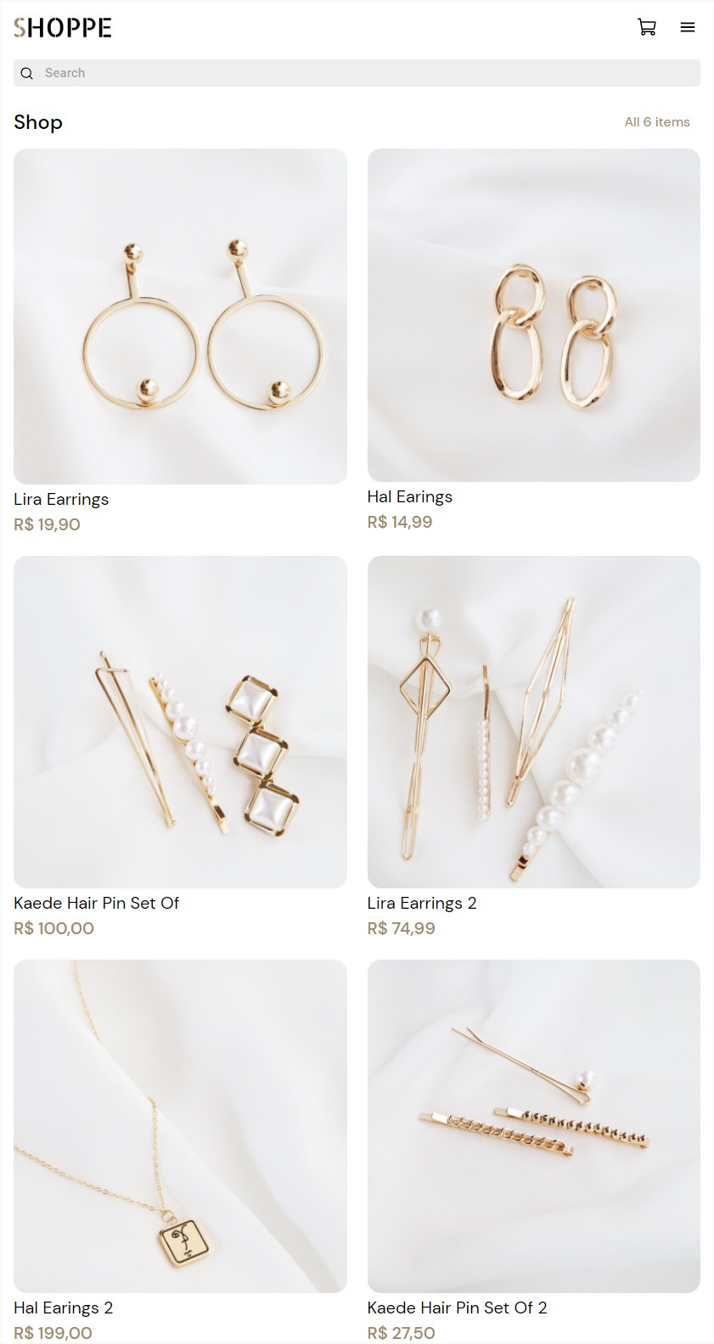 SHOPPE
Search
Shop
All 6 items
Lira Earrings
R$ 19,90
Hal Earings
R$ 14,99
Kaede Hair Pin Set Of
R$ 100,00
Lira Earrings 2
R$ 74,99
Hal Earings 2
R$ 199,00
Kaede Hair Pin Set Of 2
R$ 27,50